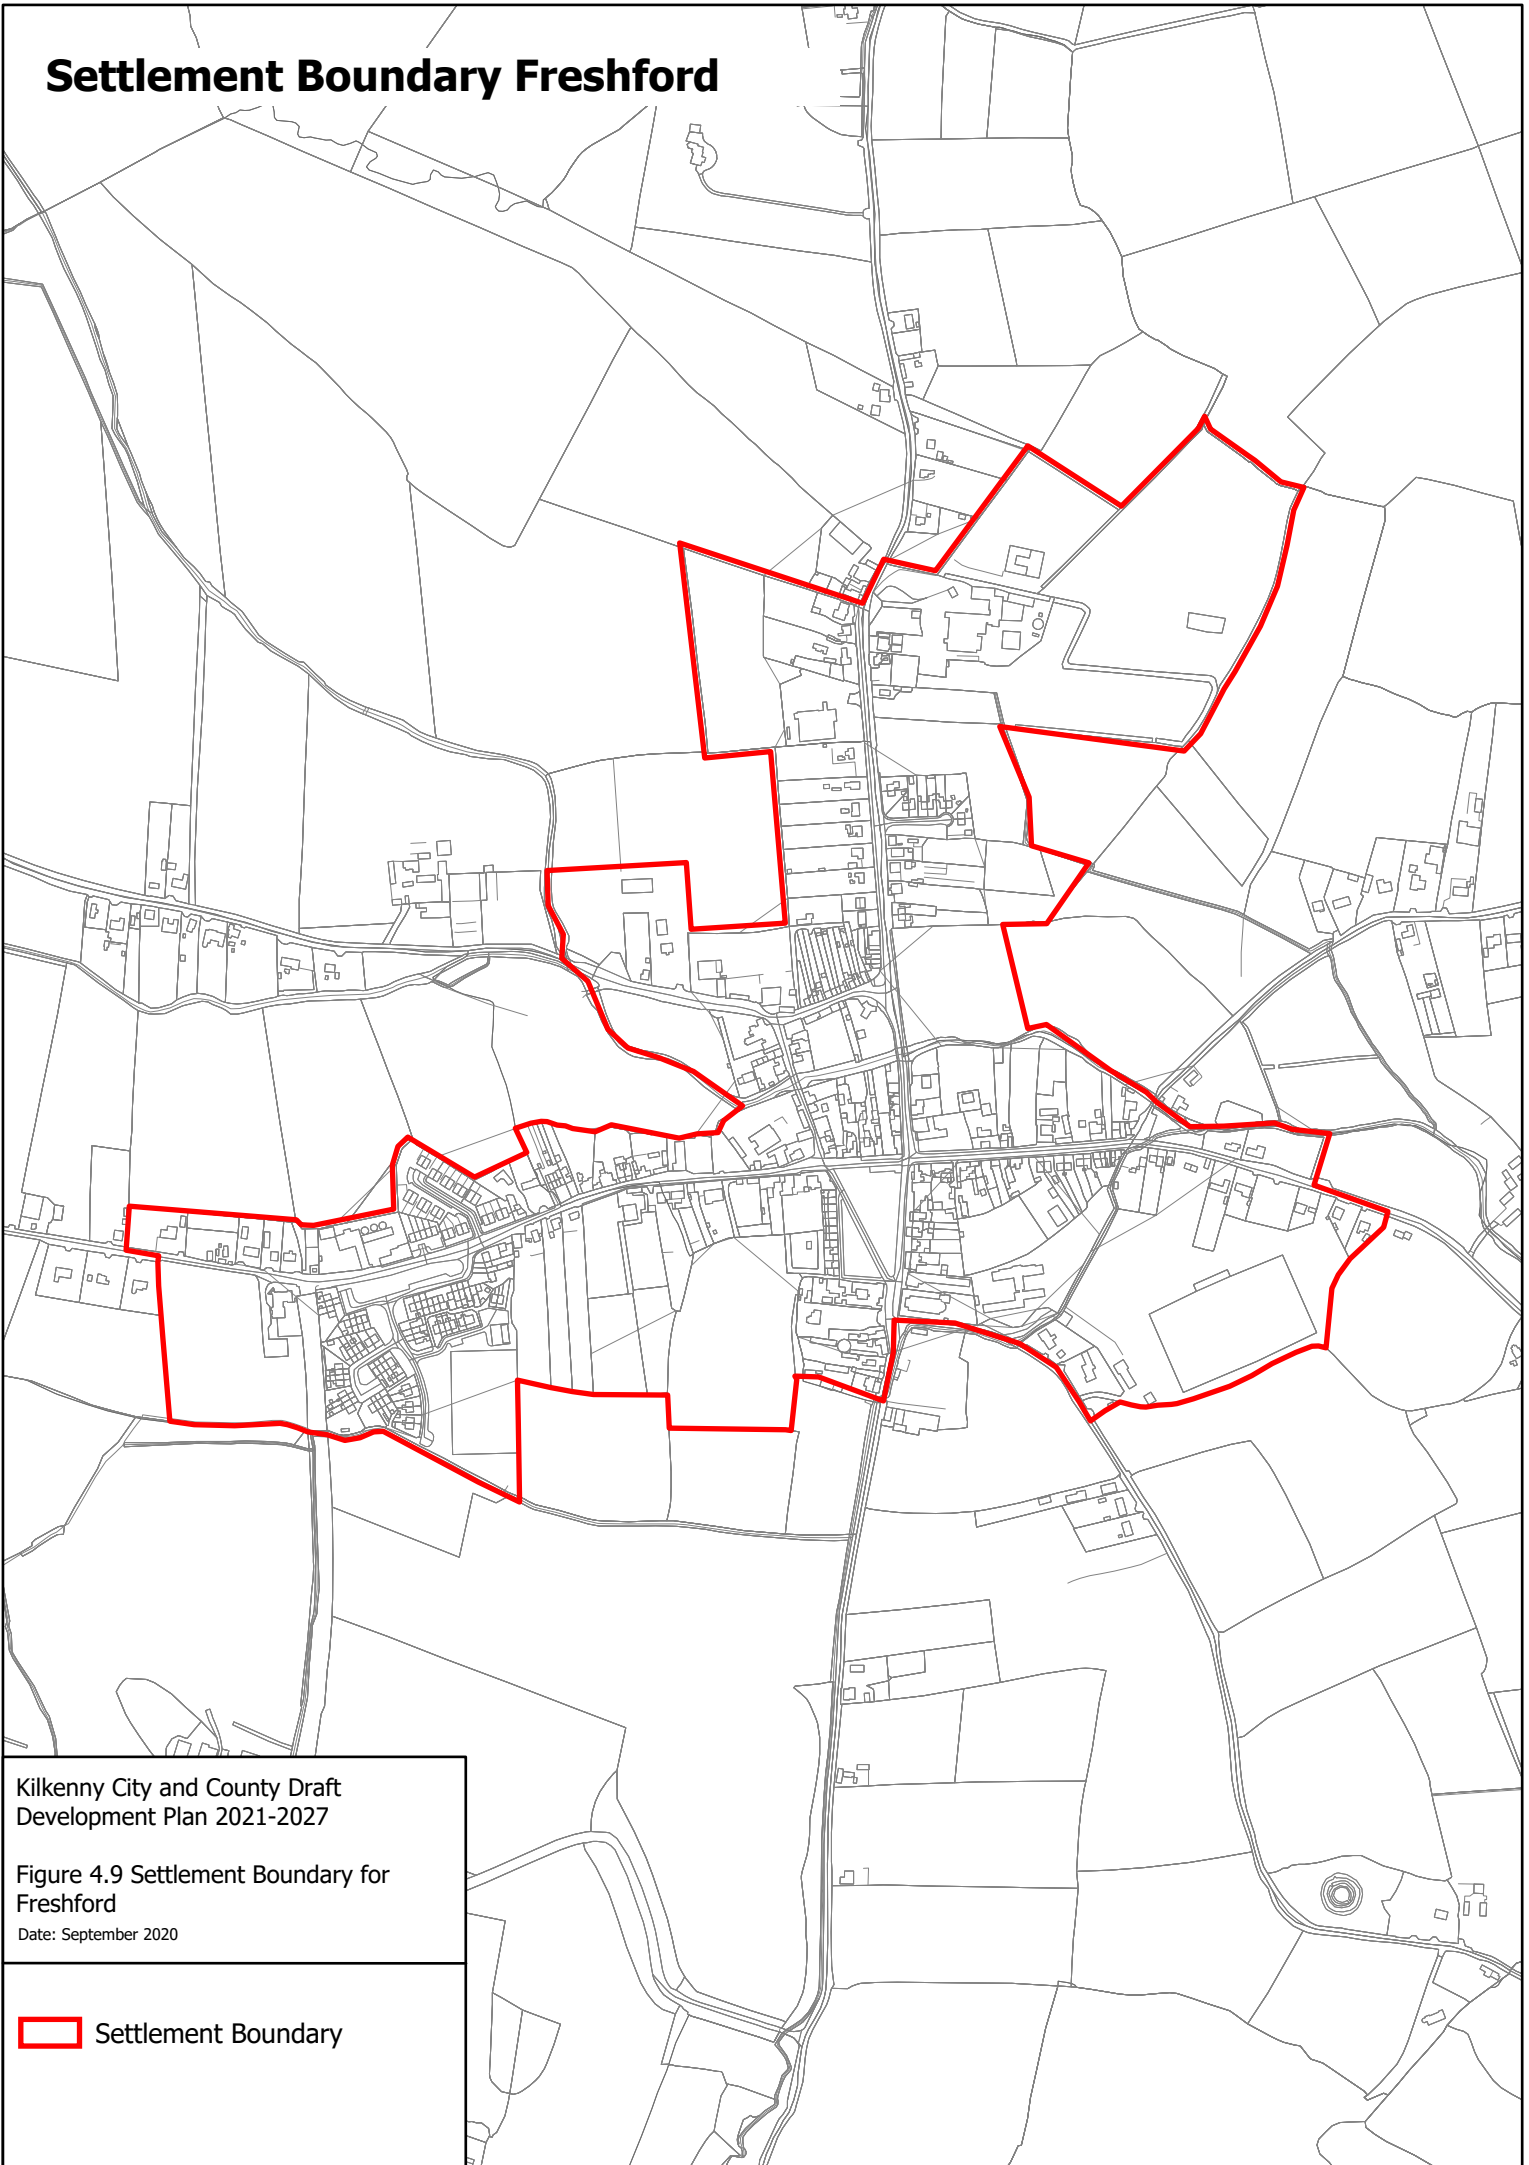 Settlement Boundary Freshford
Kilkenny City and County Draft
Development Plan 2021-2027
Figure 4.9 Settlement Boundary for
Freshford
Date: September 2020
Settlement Boundary